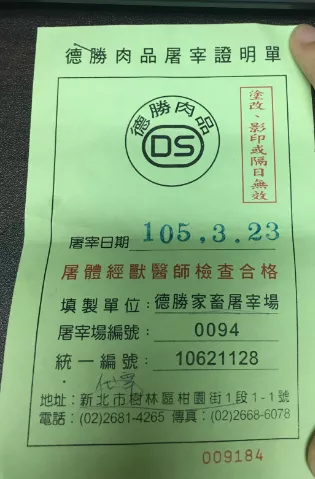 德勝肉品屠宰證明單
塗改、影印或隔日無效
德勝肉品
DS
屠宰日期 105.3.23
屠體經獸醫師檢查合格
填製單位：德勝家畜屠宰場
屠宰場編號： 0094
統一編號： 10621128
地址：新北市樹林區柑園街1段1-1號
電話：(02)2681-4265 傳真：(02)2668-6078
009184